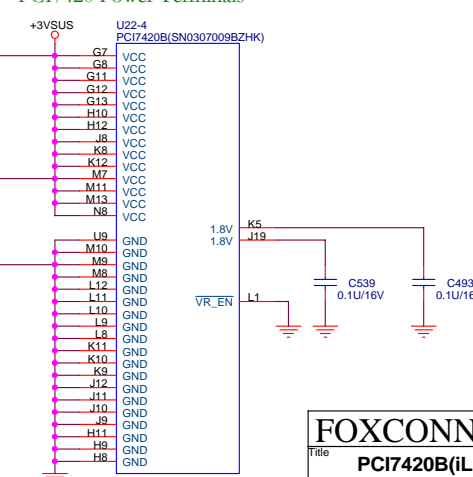 PCI7420 Power Terminals
+3VSUS
U22-4
PCI7420B(SN0307009BZHK)
G7 VCC
G8 VCC
G11 VCC
G12 VCC
G13 VCC
H10 VCC
H12 VCC
J8 VCC
K8 VCC
K12 VCC
M7 VCC
M11 VCC
M13 VCC
N8 VCC
1.8V K5
1.8V J19
U9 GND
M10 GND
M9 GND
M8 GND
L12 GND
L11 GND
L10 GND
L9 GND
L8 GND
K11 GND
K10 GND
K9 GND
J12 GND
J11 GND
J10 GND
J9 GND
H11 GND
H9 GND
H8 GND
VR_EN L1
C539
0.1U/16V
C493
0.1U/16
FOXCONN
Title
PCI7420B(iL